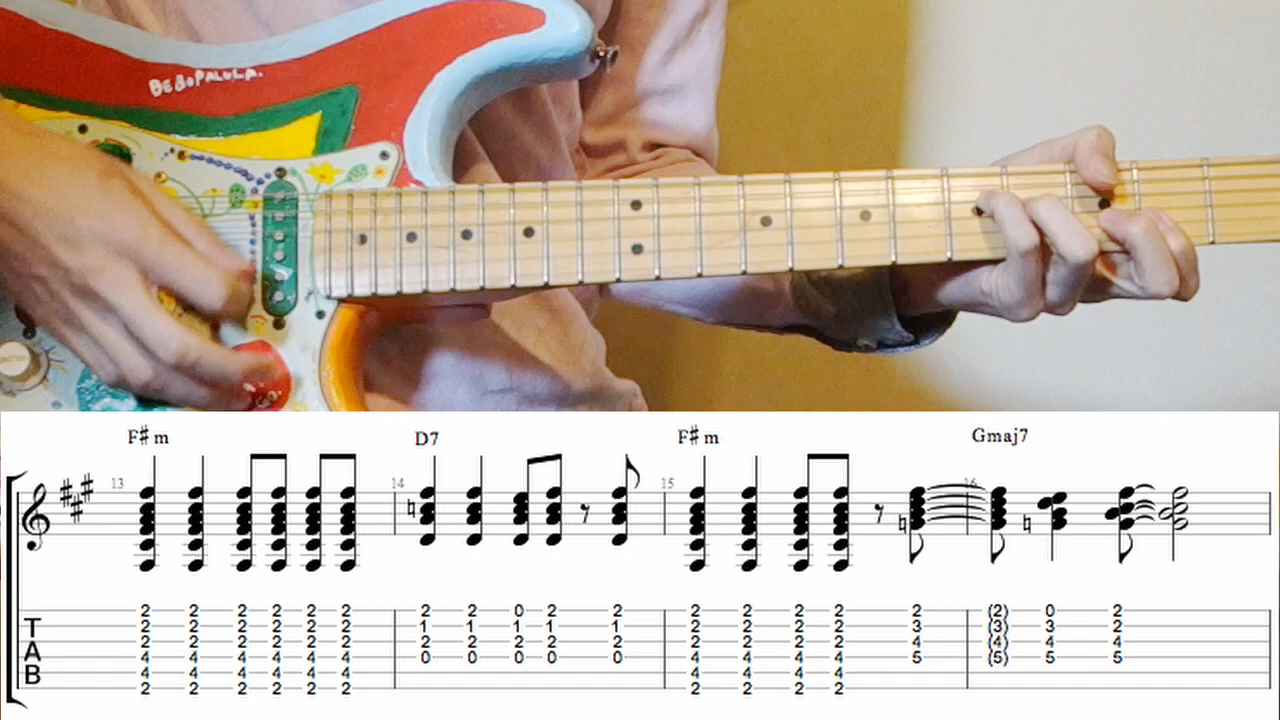 BEBOPALULA.
F♯m D7 F♯m Gmaj7
13 14 15 16
2 2 2 2 2 2 2 2 0 2 2 2 2 2 2 2 (2) 0 2
T 2 2 2 2 2 2 1 1 1 1 1 2 2 2 2 3 (3) 3 2
A 2 2 2 2 2 2 2 2 2 2 2 2 2 2 2 4 (4) 4 4
4 4 4 4 4 4 0 0 0 0 0 4 4 4 4 5 (5) 5 5
B 4 4 4 4 4 4 4 4 4 4
2 2 2 2 2 2 2 2 2 2